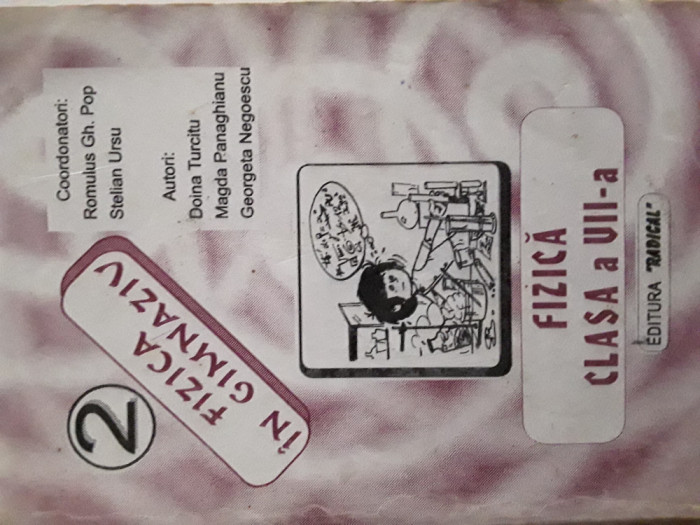 Coordonatori:
Romulus Gh. Pop
Stelian Ursu
Autori:
Doina Turcitu
Magda Panaghianu
Georgeta Negoescu
2
FIZICA
ÎN GIMNAZIU
FIZICĂ
CLASA a VII-a
EDITURA "RADICAL"